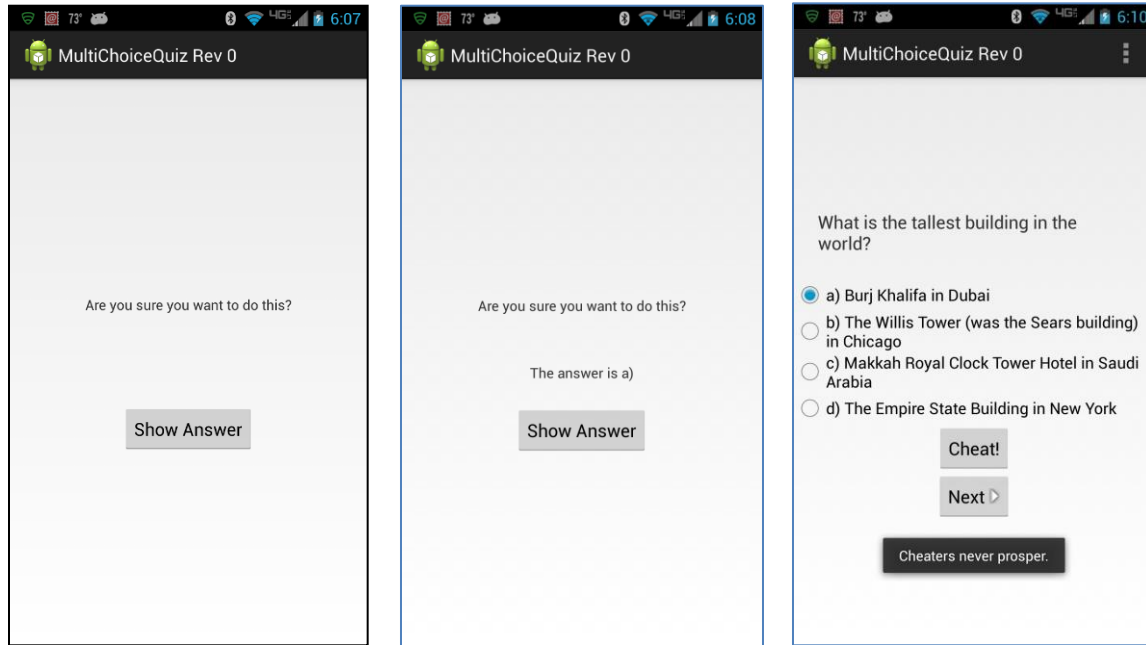 73°
4G
6:07
MultiChoiceQuiz Rev 0
Are you sure you want to do this?
Show Answer
73°
4G
6:08
MultiChoiceQuiz Rev 0
Are you sure you want to do this?
The answer is a)
Show Answer
73°
4G
6:10
MultiChoiceQuiz Rev 0
What is the tallest building in the
world?
a) Burj Khalifa in Dubai
b) The Willis Tower (was the Sears building)
in Chicago
c) Makkah Royal Clock Tower Hotel in Saudi
Arabia
d) The Empire State Building in New York
Cheat!
Next
Cheaters never prosper.